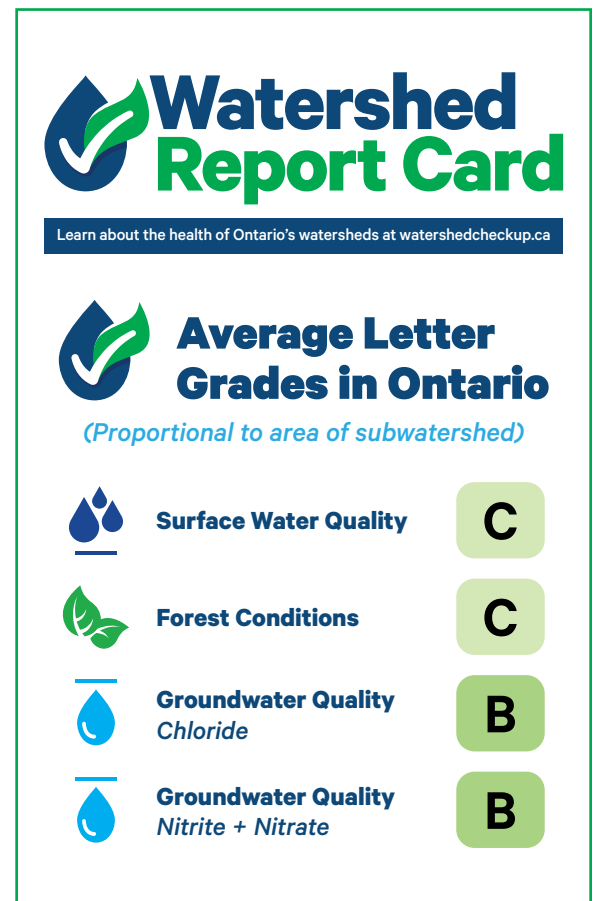 Watershed
Report Card
Learn about the health of Ontario's watersheds at watershedcheckup.ca
Average Letter
Grades in Ontario
(Proportional to area of subwatershed)
Surface Water Quality
C
Forest Conditions
C
Groundwater Quality
Chloride
B
Groundwater Quality
Nitrite + Nitrate
B